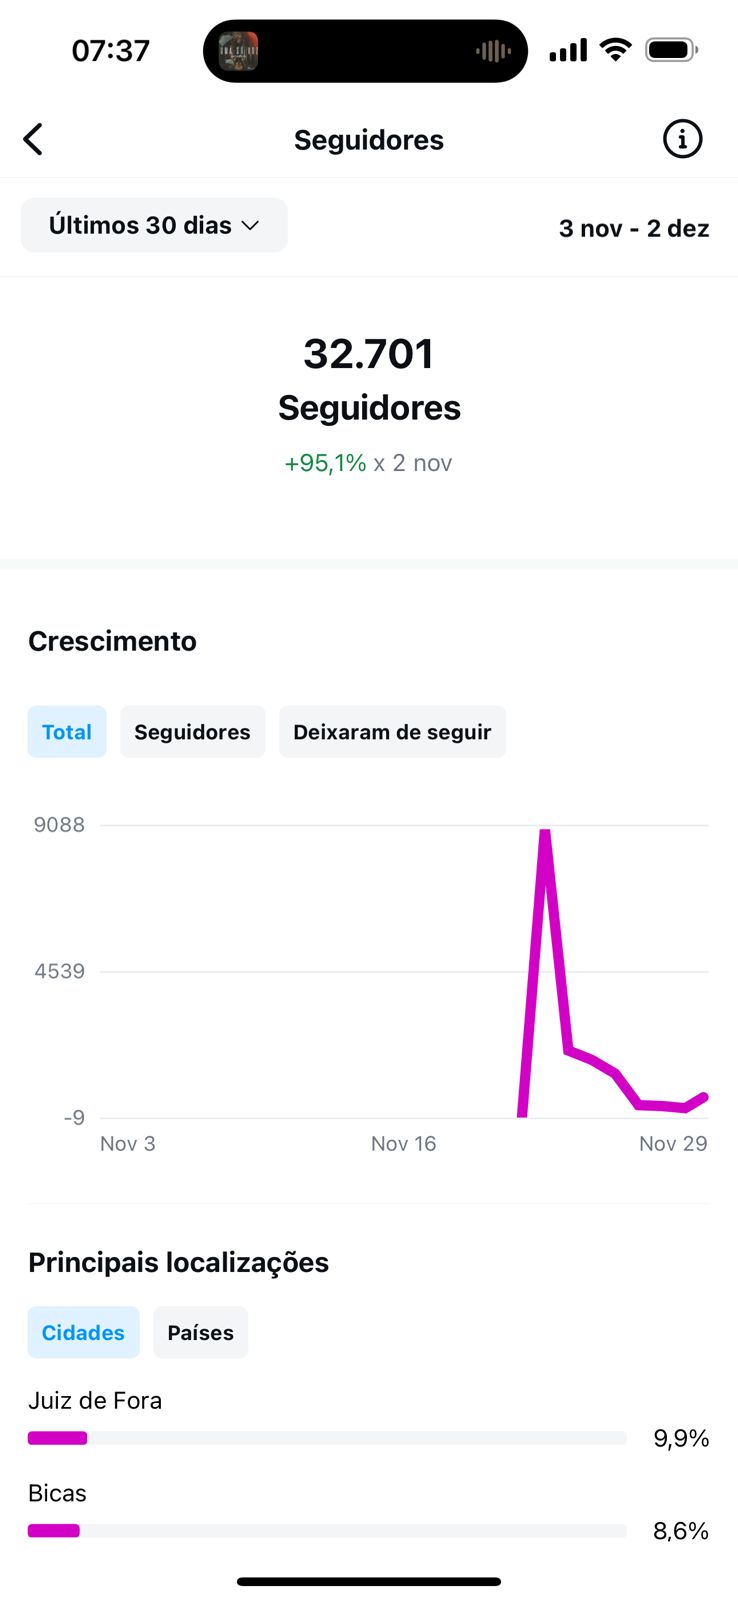 07:37
Seguidores
Últimos 30 dias
3 nov - 2 dez
32.701
Seguidores
+95,1% x 2 nov
Crescimento
Total
Seguidores
Deixaram de seguir
9088
4539
-9
Nov 3
Nov 16
Nov 29
Principais localizações
Cidades
Países
Juiz de Fora
9,9%
Bicas
8,6%